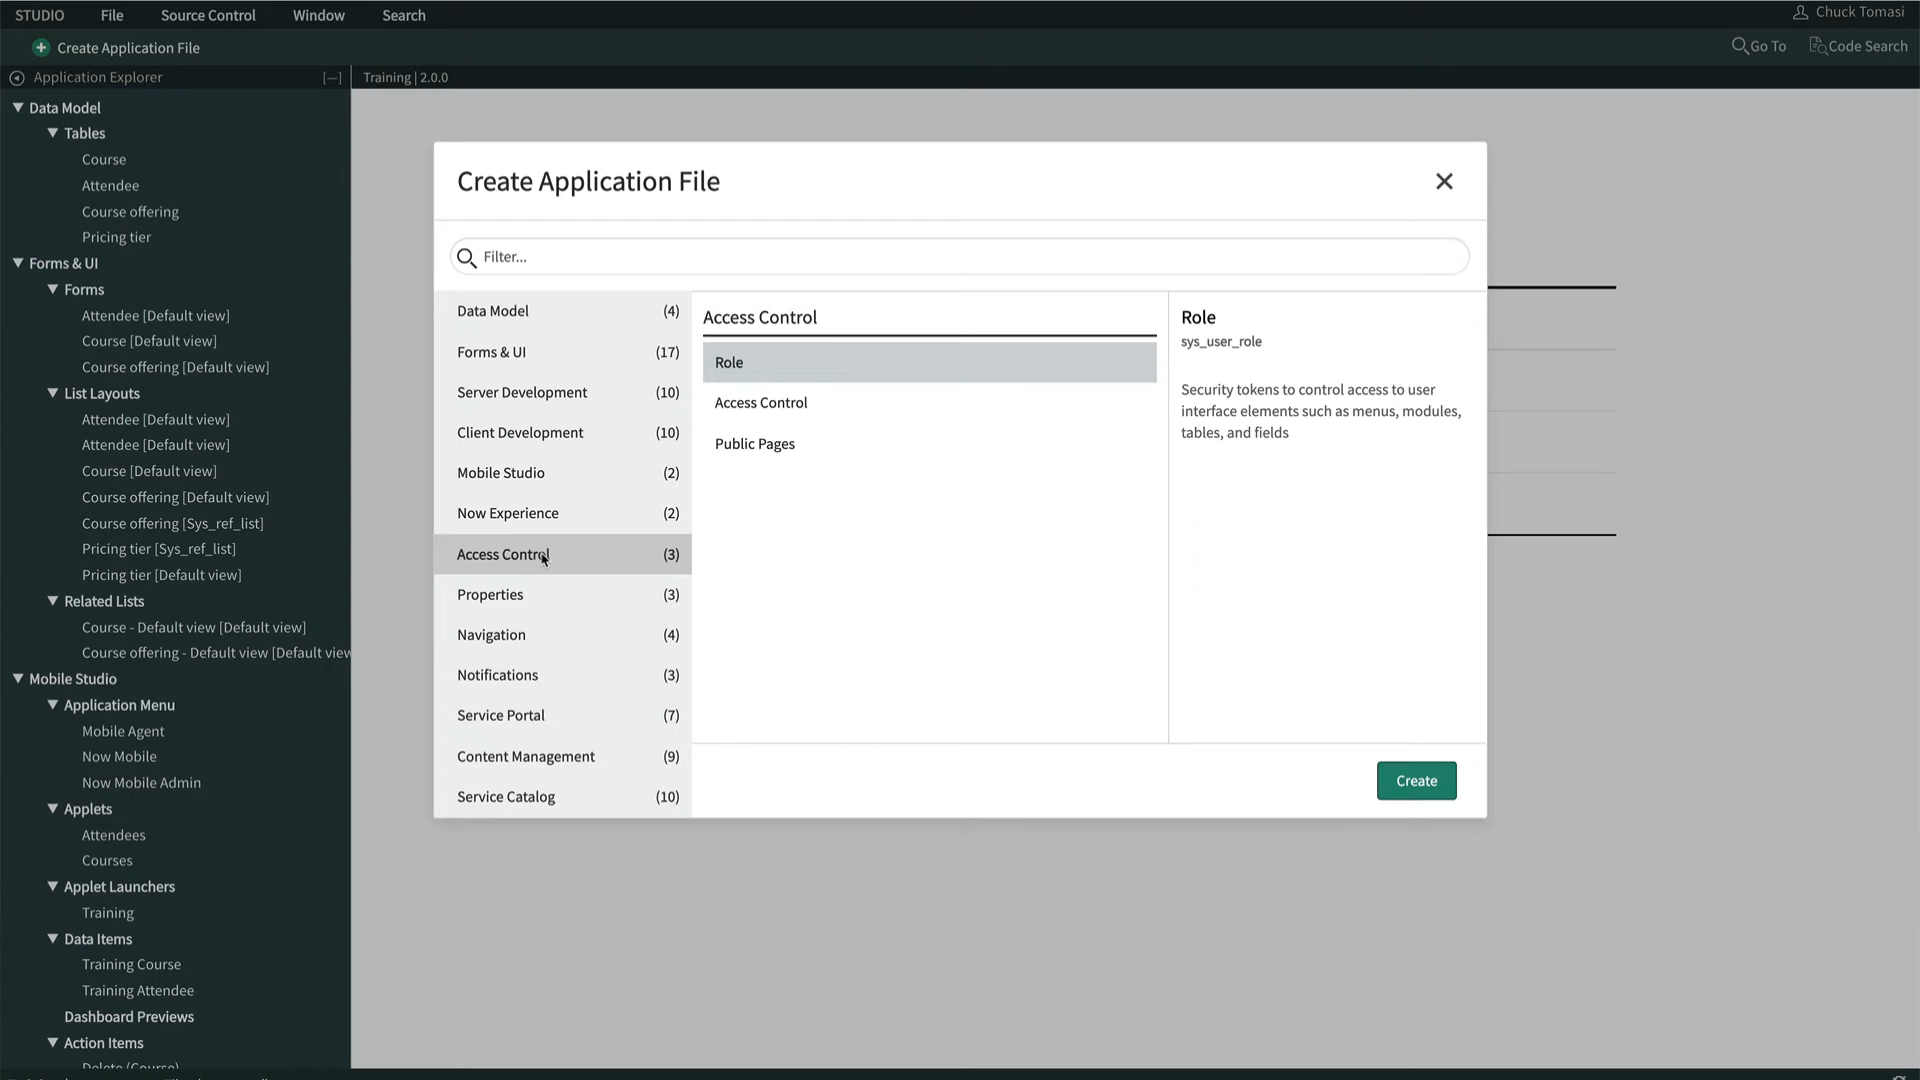 STUDIO File Source Control Window Search Chuck Tomasi
Create Application File Go To Code Search
Application Explorer [—] Training | 2.0.0
Data Model
Tables
Course
Attendee
Course offering
Pricing tier
Forms & UI
Forms
Attendee [Default view]
Course [Default view]
Course offering [Default view]
List Layouts
Attendee [Default view]
Attendee [Default view]
Course [Default view]
Course offering [Default view]
Course offering [Sys_ref_list]
Pricing tier [Sys_ref_list]
Pricing tier [Default view]
Related Lists
Course - Default view [Default view]
Course offering - Default view [Default view
Mobile Studio
Application Menu
Mobile Agent
Now Mobile
Now Mobile Admin
Applets
Attendees
Courses
Applet Launchers
Training
Data Items
Training Course
Training Attendee
Dashboard Previews
Action Items
Delete (Course)
Create Application File
Filter...
Data Model (4)
Forms & UI (17)
Server Development (10)
Client Development (10)
Mobile Studio (2)
Now Experience (2)
Access Control (3)
Properties (3)
Navigation (4)
Notifications (3)
Service Portal (7)
Content Management (9)
Service Catalog (10)
Access Control
Role
Access Control
Public Pages
Role
sys_user_role
Security tokens to control access to user
interface elements such as menus, modules,
tables, and fields
Create